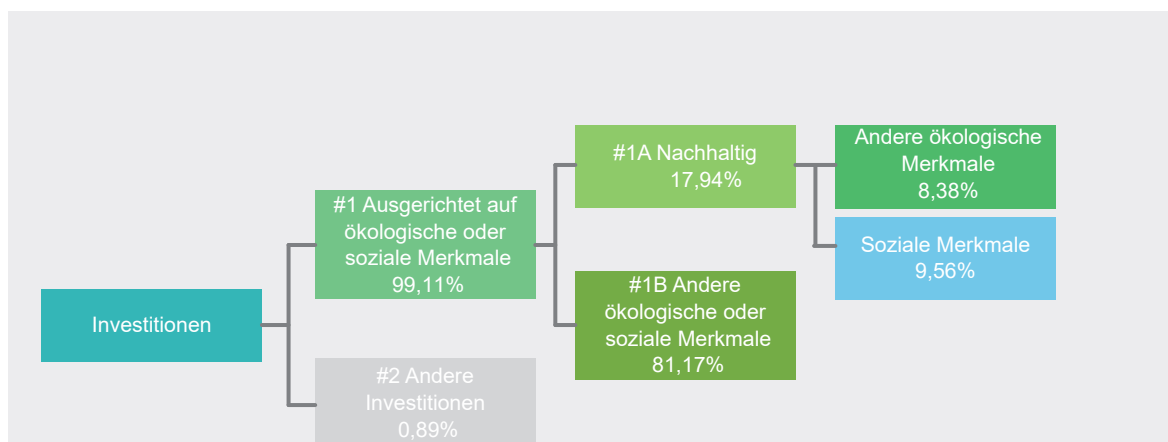 Investitionen
#1 Ausgerichtet auf
ökologische oder
soziale Merkmale
99,11%
#2 Andere
Investitionen
0,89%
#1A Nachhaltig
17,94%
#1B Andere
ökologische oder
soziale Merkmale
81,17%
Andere ökologische
Merkmale
8,38%
Soziale Merkmale
9,56%